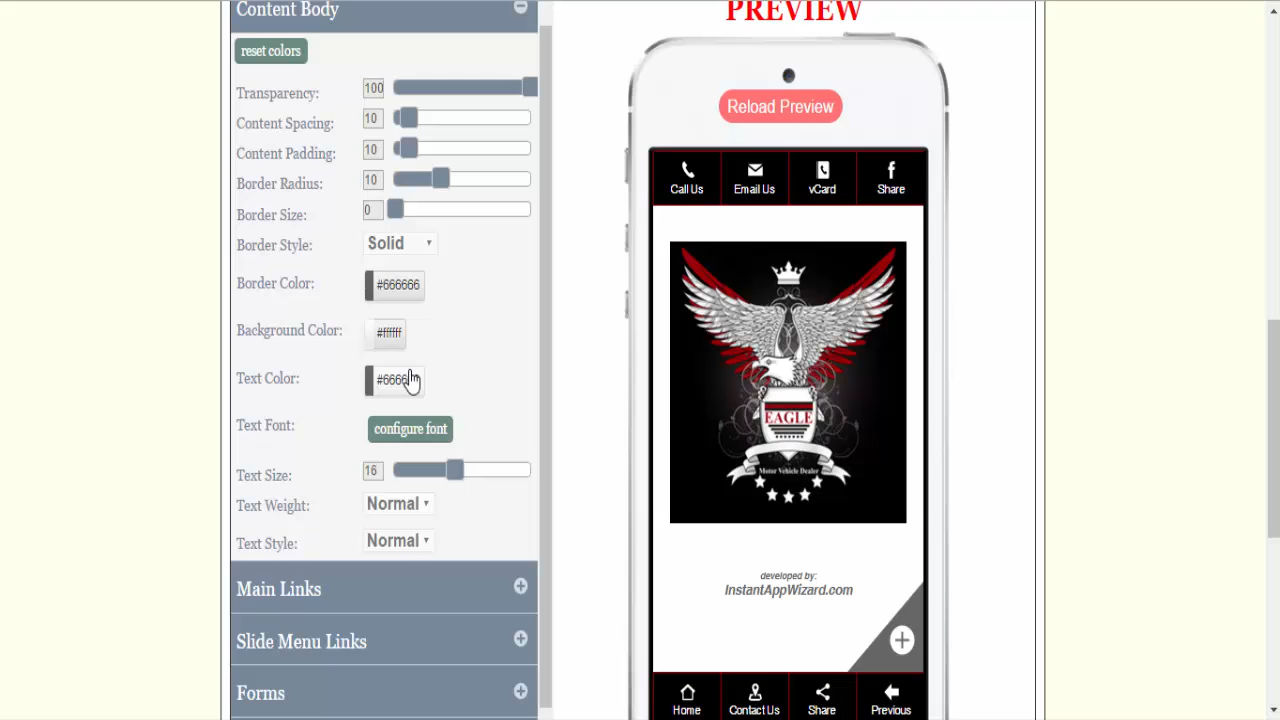 Content Body
reset colors
Transparency: 100
Content Spacing: 10
Content Padding: 10
Border Radius: 10
Border Size: 0
Border Style: Solid
Border Color: #666666
Background Color: #ffffff
Text Color: #6666
Text Font: configure font
Text Size: 16
Text Weight: Normal
Text Style: Normal
Main Links
Slide Menu Links
Forms
PREVIEW
Reload Preview
Call Us Email Us vCard Share
EAGLE
Motor Vehicle Dealer
developed by:
InstantAppWizard.com
Home Contact Us Share Previous